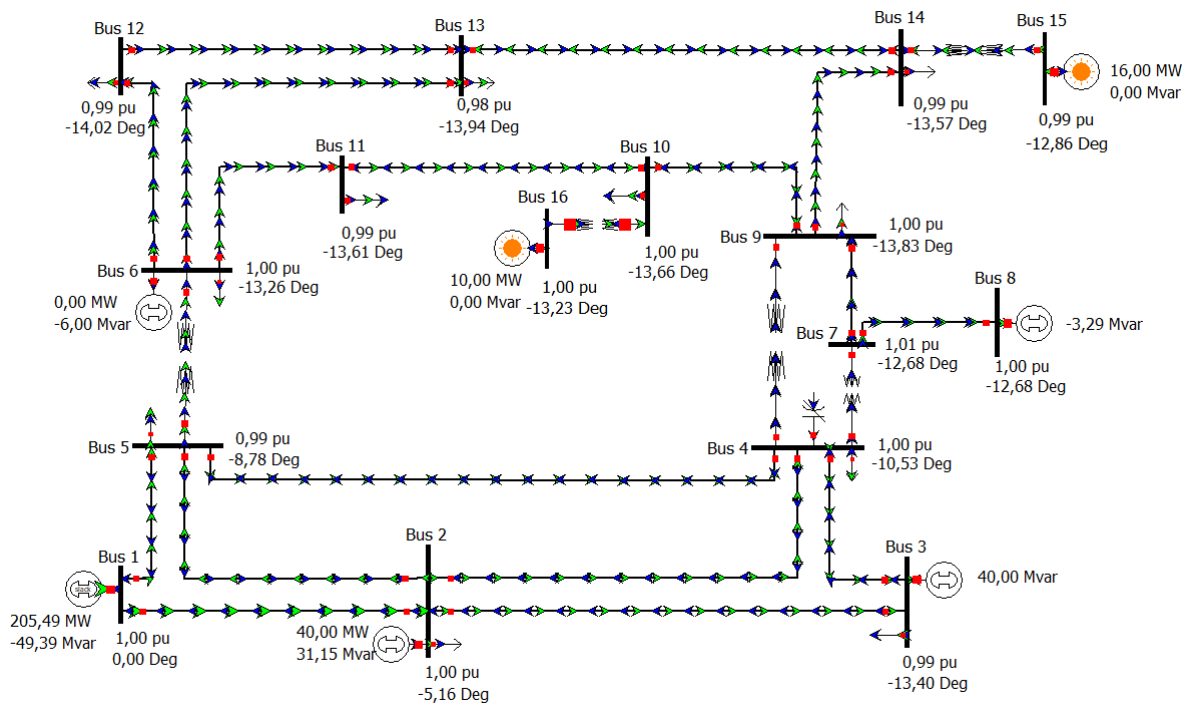 Bus 12
0,99 pu
-14,02 Deg
Bus 13
0,98 pu
-13,94 Deg
Bus 14
0,99 pu
-13,57 Deg
Bus 15
16,00 MW
0,00 Mvar
0,99 pu
-12,86 Deg
Bus 11
0,99 pu
-13,61 Deg
Bus 10
1,00 pu
-13,66 Deg
Bus 16
10,00 MW
0,00 Mvar
1,00 pu
-13,23 Deg
Bus 9
1,00 pu
-13,83 Deg
Bus 6
1,00 pu
-13,26 Deg
0,00 MW
-6,00 Mvar
Bus 8
-3,29 Mvar
1,00 pu
-12,68 Deg
Bus 7
1,01 pu
-12,68 Deg
Bus 5
0,99 pu
-8,78 Deg
Bus 4
1,00 pu
-10,53 Deg
Bus 1
slack
205,49 MW
-49,39 Mvar
1,00 pu
0,00 Deg
Bus 2
40,00 MW
31,15 Mvar
1,00 pu
-5,16 Deg
Bus 3
40,00 Mvar
0,99 pu
-13,40 Deg